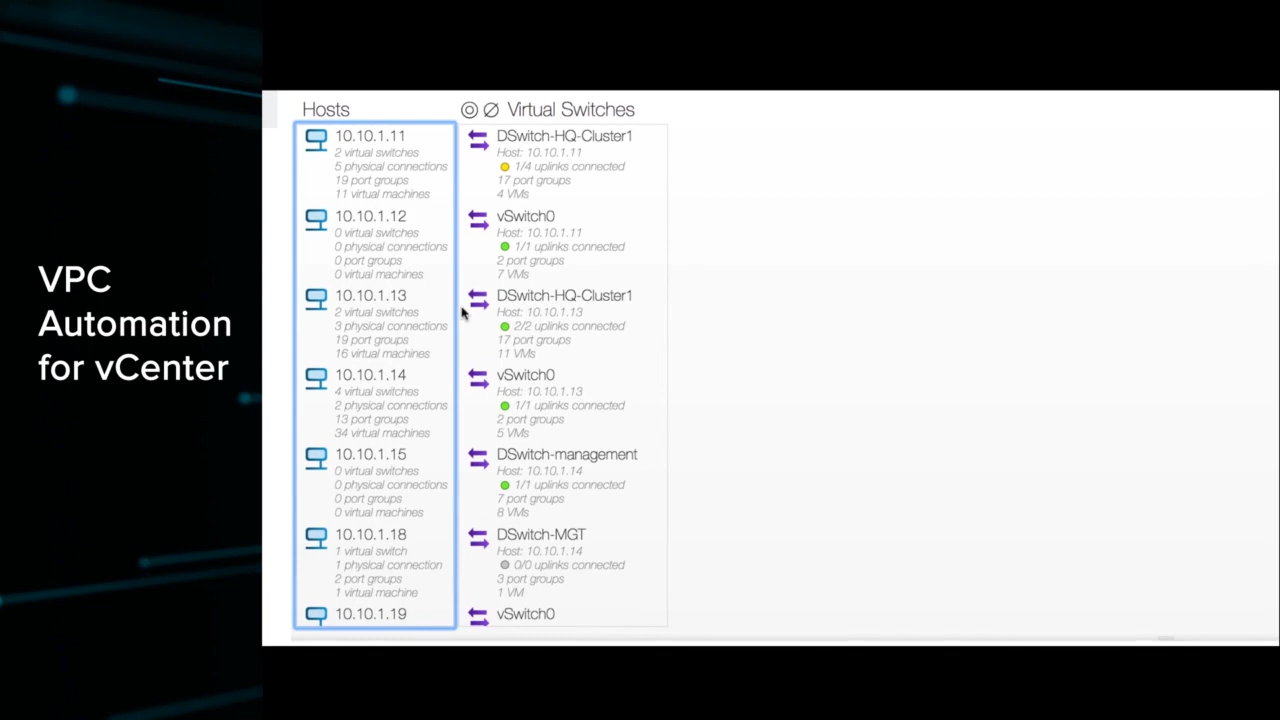 VPC
Automation
for vCenter
Hosts
10.10.1.11
2 virtual switches
5 physical connections
19 port groups
11 virtual machines
10.10.1.12
0 virtual switches
0 physical connections
0 port groups
0 virtual machines
10.10.1.13
2 virtual switches
3 physical connections
19 port groups
16 virtual machines
10.10.1.14
4 virtual switches
2 physical connections
13 port groups
34 virtual machines
10.10.1.15
0 virtual switches
0 physical connections
0 port groups
0 virtual machines
10.10.1.18
1 virtual switch
1 physical connection
2 port groups
1 virtual machine
10.10.1.19
Virtual Switches
DSwitch-HQ-Cluster1
Host: 10.10.1.11
1/4 uplinks connected
17 port groups
4 VMs
vSwitch0
Host: 10.10.1.11
1/1 uplinks connected
2 port groups
7 VMs
DSwitch-HQ-Cluster1
Host: 10.10.1.13
2/2 uplinks connected
17 port groups
11 VMs
vSwitch0
Host: 10.10.1.13
1/1 uplinks connected
2 port groups
5 VMs
DSwitch-management
Host: 10.10.1.14
1/1 uplinks connected
7 port groups
8 VMs
DSwitch-MGT
Host: 10.10.1.14
0/0 uplinks connected
3 port groups
1 VM
vSwitch0